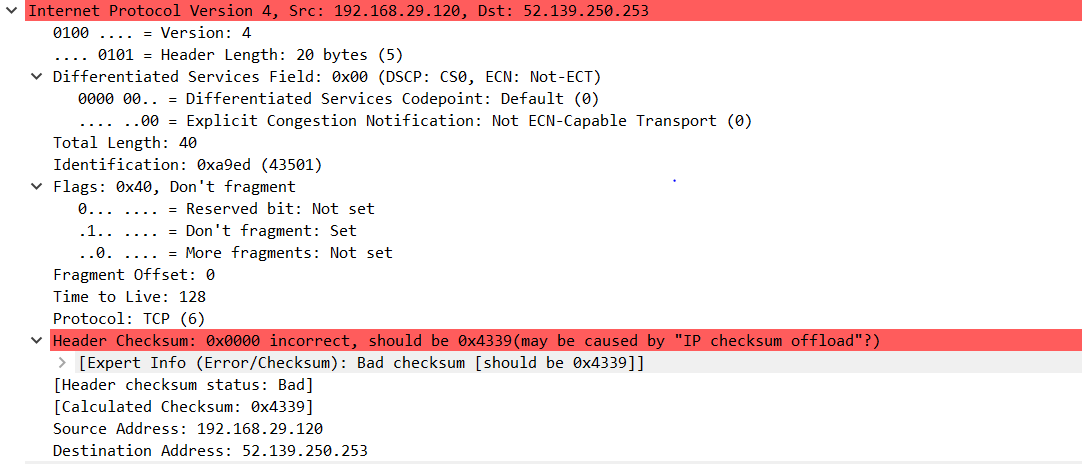 Internet Protocol Version 4, Src: 192.168.29.120, Dst: 52.139.250.253
0100 .... = Version: 4
.... 0101 = Header Length: 20 bytes (5)
Differentiated Services Field: 0x00 (DSCP: CS0, ECN: Not-ECT)
0000 00.. = Differentiated Services Codepoint: Default (0)
.... ..00 = Explicit Congestion Notification: Not ECN-Capable Transport (0)
Total Length: 40
Identification: 0xa9ed (43501)
Flags: 0x40, Don't fragment
0... .... = Reserved bit: Not set
.1.. .... = Don't fragment: Set
..0. .... = More fragments: Not set
Fragment Offset: 0
Time to Live: 128
Protocol: TCP (6)
Header Checksum: 0x0000 incorrect, should be 0x4339(may be caused by "IP checksum offload"?)
[Expert Info (Error/Checksum): Bad checksum [should be 0x4339]]
[Header checksum status: Bad]
[Calculated Checksum: 0x4339]
Source Address: 192.168.29.120
Destination Address: 52.139.250.253